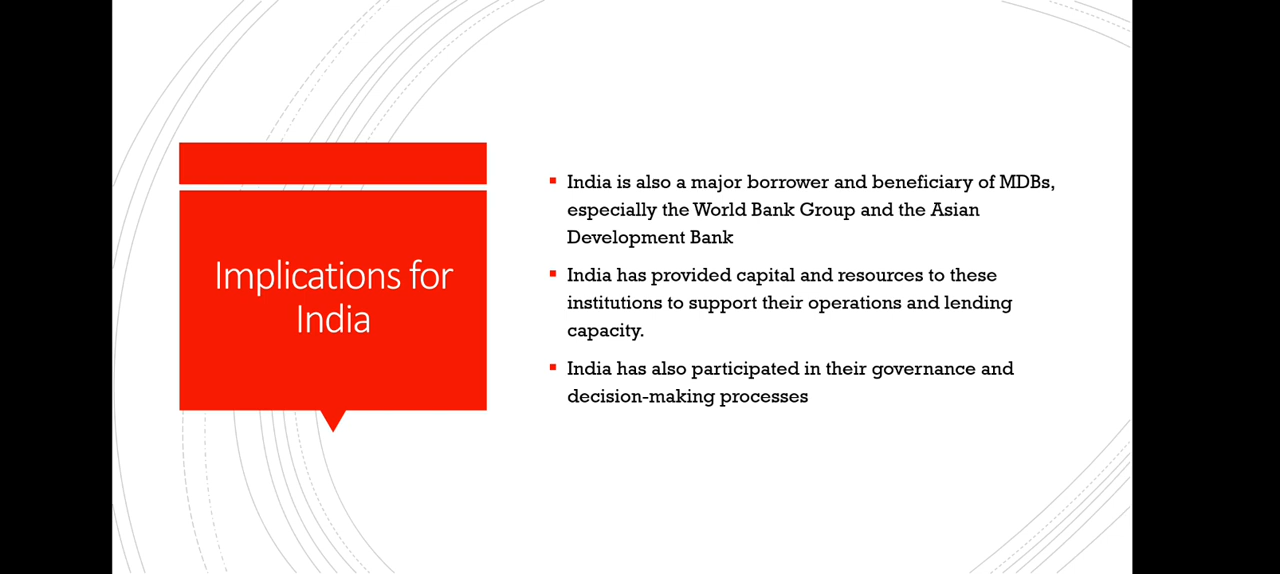 Implications for
India
India is also a major borrower and beneficiary of MDBs,
especially the World Bank Group and the Asian
Development Bank
India has provided capital and resources to these
institutions to support their operations and lending
capacity.
India has also participated in their governance and
decision-making processes